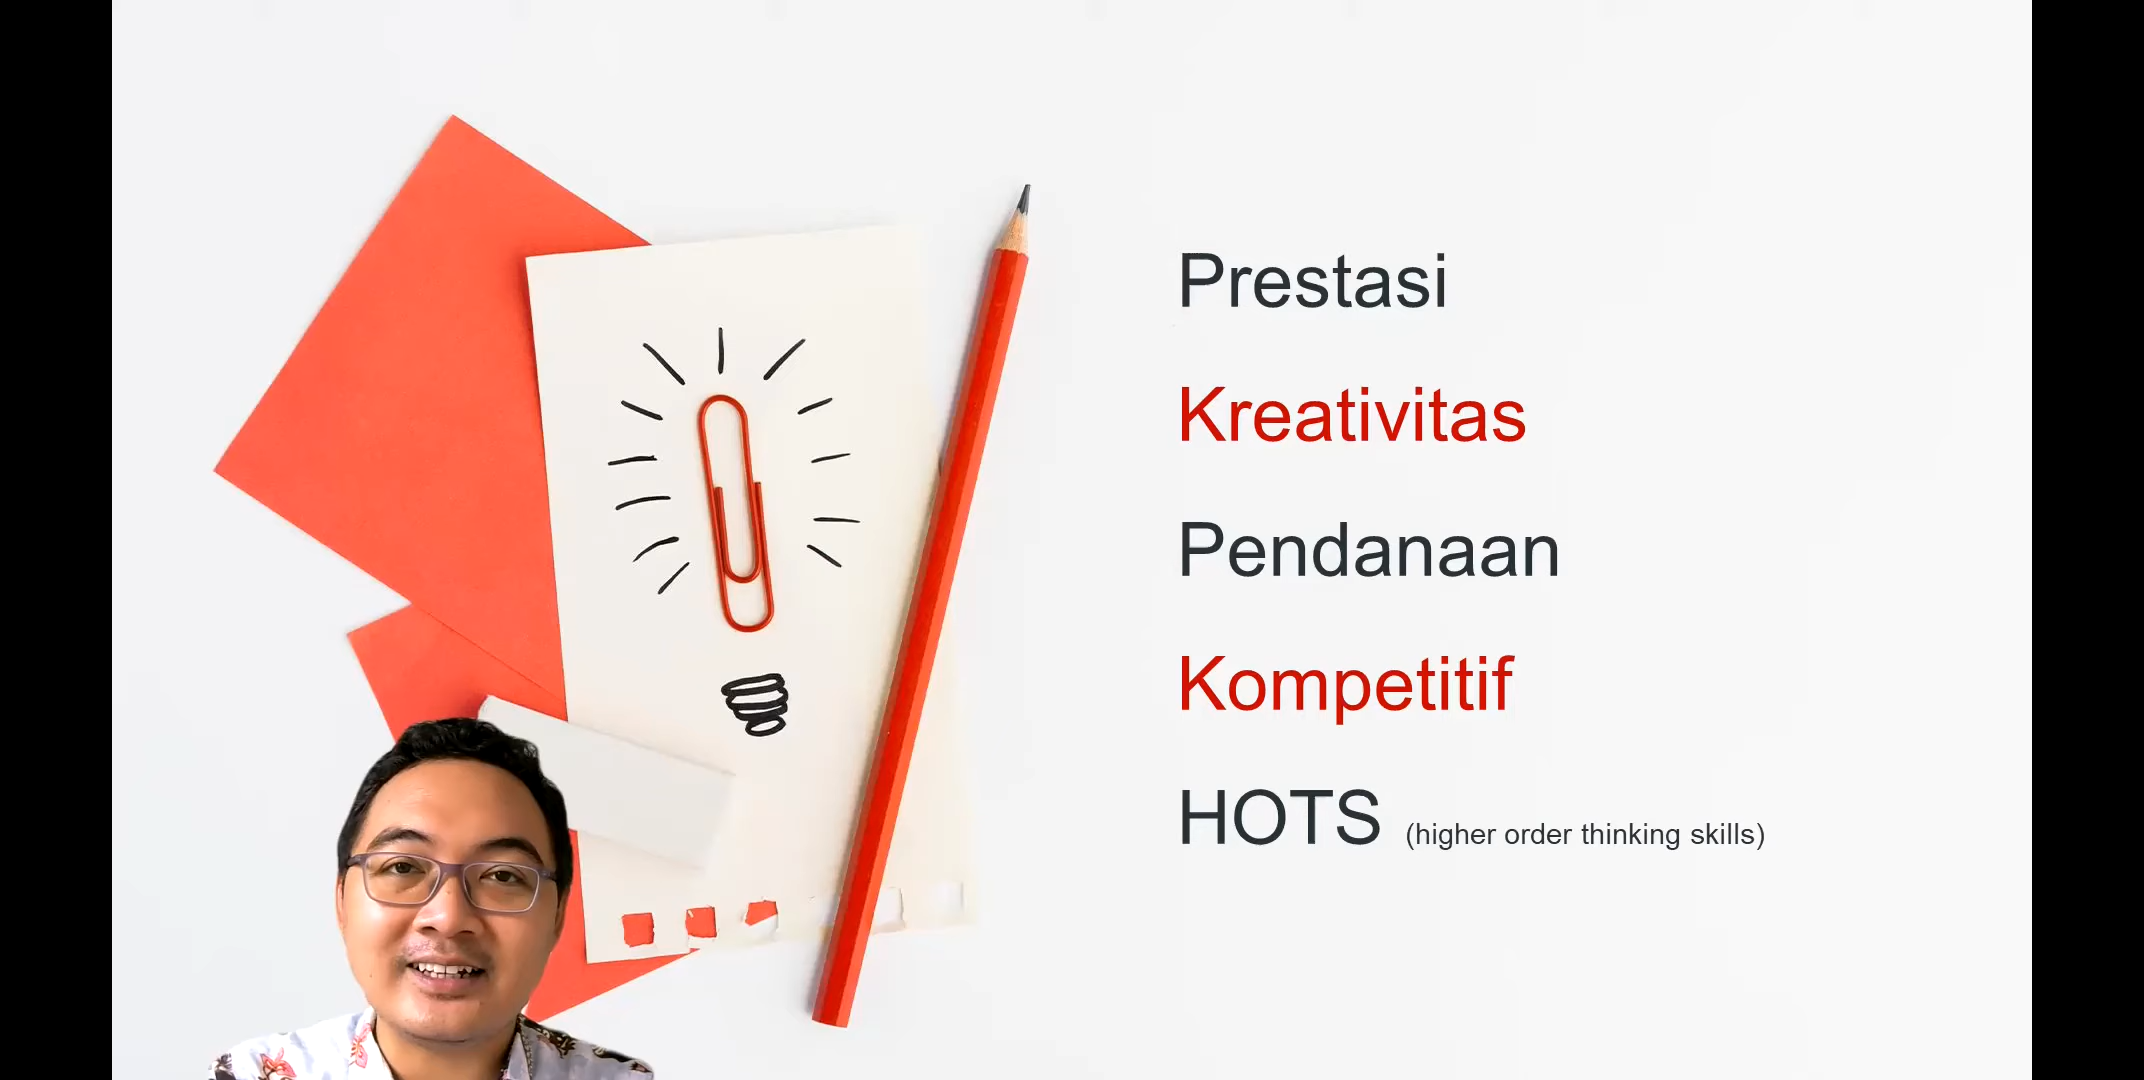 Prestasi
Kreativitas
Pendanaan
Kompetitif
HOTS (higher order thinking skills)